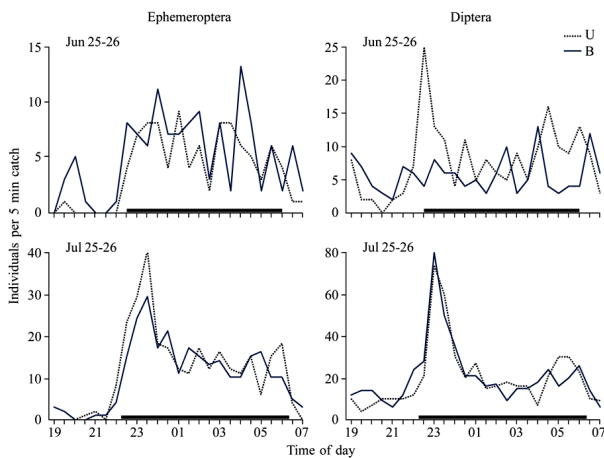 Ephemeroptera
Diptera
Jun 25-26
Jun 25-26
U
B
15
10
5
0
25
20
15
10
5
0
Individuals per 5 min catch
Jul 25-26
Jul 25-26
40
30
20
10
0
80
60
40
20
0
19 21 23 01 03 05 07
19 21 23 01 03 05 07
Time of day